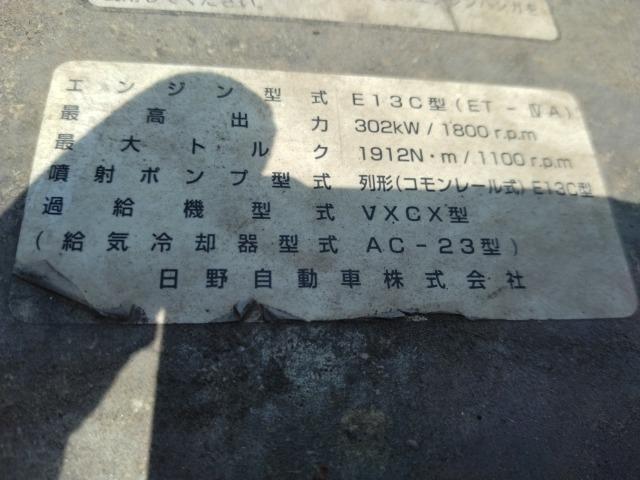 エンジン型式 E13C型(ET-ⅣA)
最高出力 302kW/1800r.p.m
最大トルク 1912N・m/1100r.p.m
噴射ポンプ型式 列形(コモンレール式)E13C型
過給機型式 VXCX型
(給気冷却器型式 AC-23型)
日野自動車株式会社